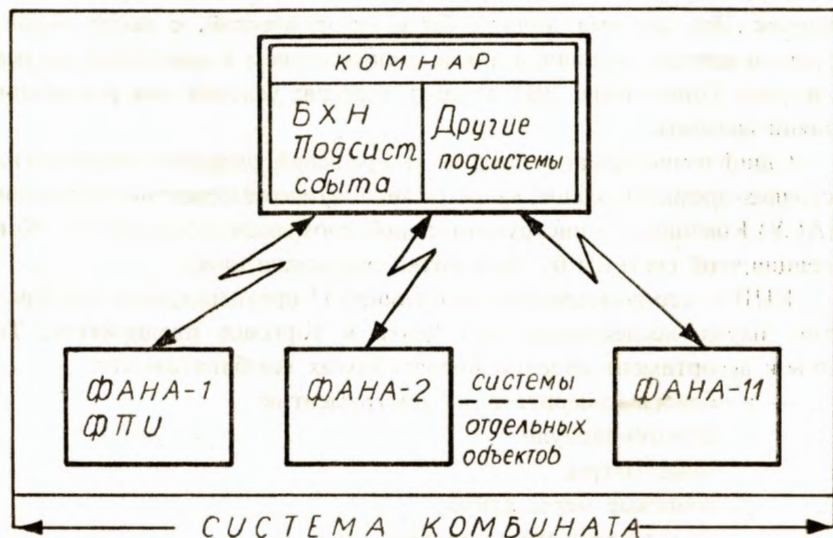 КОМНАР
БХН
Подсист.
сбыта
Другие
подсистемы
ФАНА-1
ФПИ
ФАНА-2
системы
отдельных
объектов
ФАНА-11
СИСТЕМА КОМБИНАТА